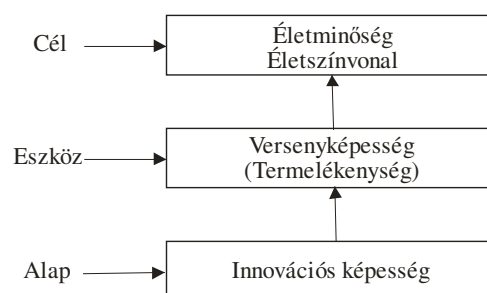 Cél
Életminőség
Életszínvonal
Eszköz
Versenyképesség
(Termelékenység)
Alap
Innovációs képesség